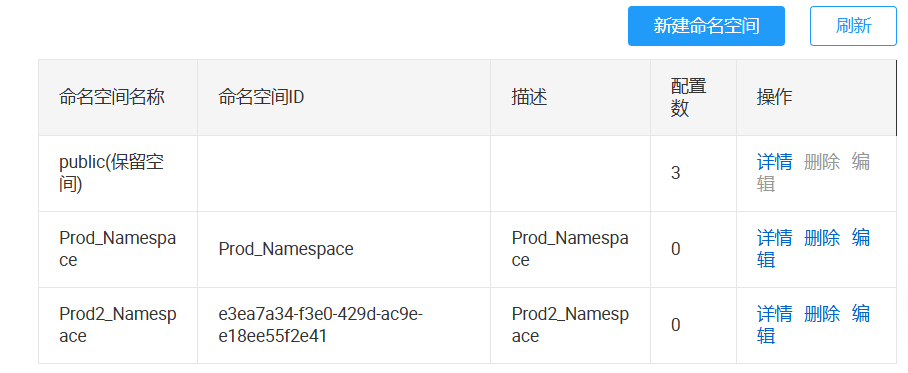 新建命名空间 刷新
命名空间名称 命名空间ID 描述 配置数 操作
public(保留空间) 3 详情 删除 编辑
Prod_Namespace Prod_Namespace Prod_Namespace 0 详情 删除 编辑
Prod2_Namespace e3ea7a34-f3e0-429d-ac9e-e18ee55f2e41 Prod2_Namespace 0 详情 删除 编辑